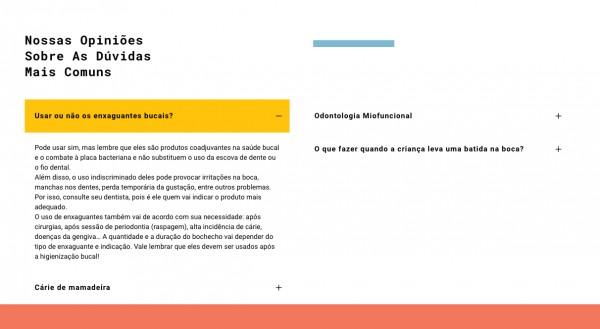 Nossas Opiniões
Sobre As Dúvidas
Mais Comuns
Usar ou não os enxaguantes bucais?
Pode usar sim, mas lembre que eles são produtos coadjuvantes na saúde bucal
e o combate à placa bacteriana e não substituem o uso da escova de dente ou
o fio dental.
Além disso, o uso indiscriminado deles pode provocar irritações na boca,
manchas nos dentes, perda temporária da gustação, entre outros problemas.
Por isso, consulte seu dentista, pois é ele quem vai indicar o produto mais
adequado.
O uso de enxaguantes também vai de acordo com sua necessidade: após
cirurgias, após sessão de periodontia (raspagem), alta incidência de cárie,
doenças da gengiva… A quantidade e a duração do bochecho vai depender do
tipo de enxaguante e indicação. Vale lembrar que eles devem ser usados após
a higienização bucal!
Cárie de mamadeira
Odontologia Miofuncional
O que fazer quando a criança leva uma batida na boca?